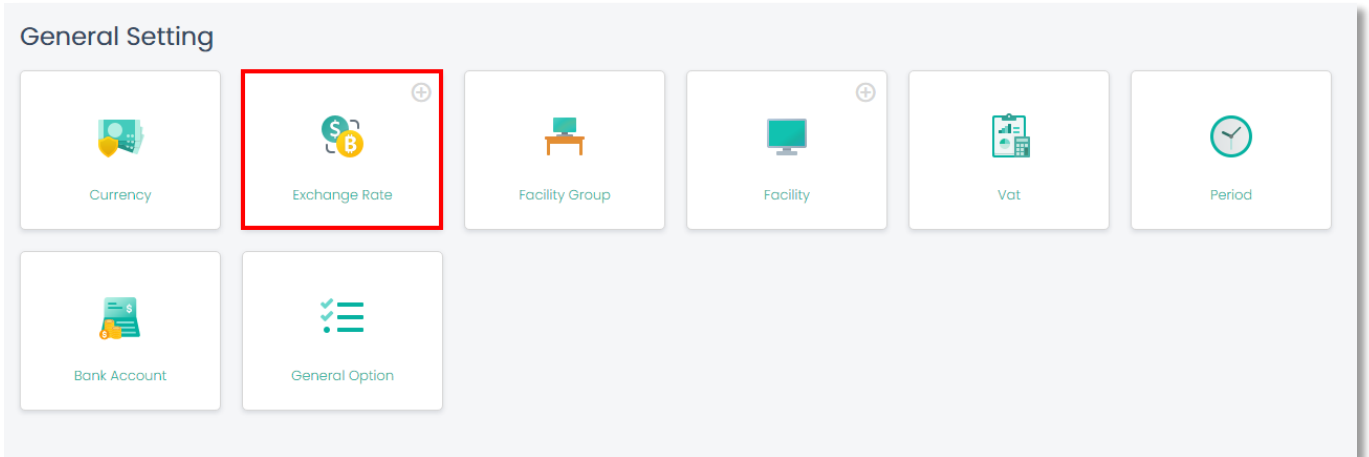 General Setting
Currency
Exchange Rate
Facility Group
Facility
Vat
Period
Bank Account
General Option